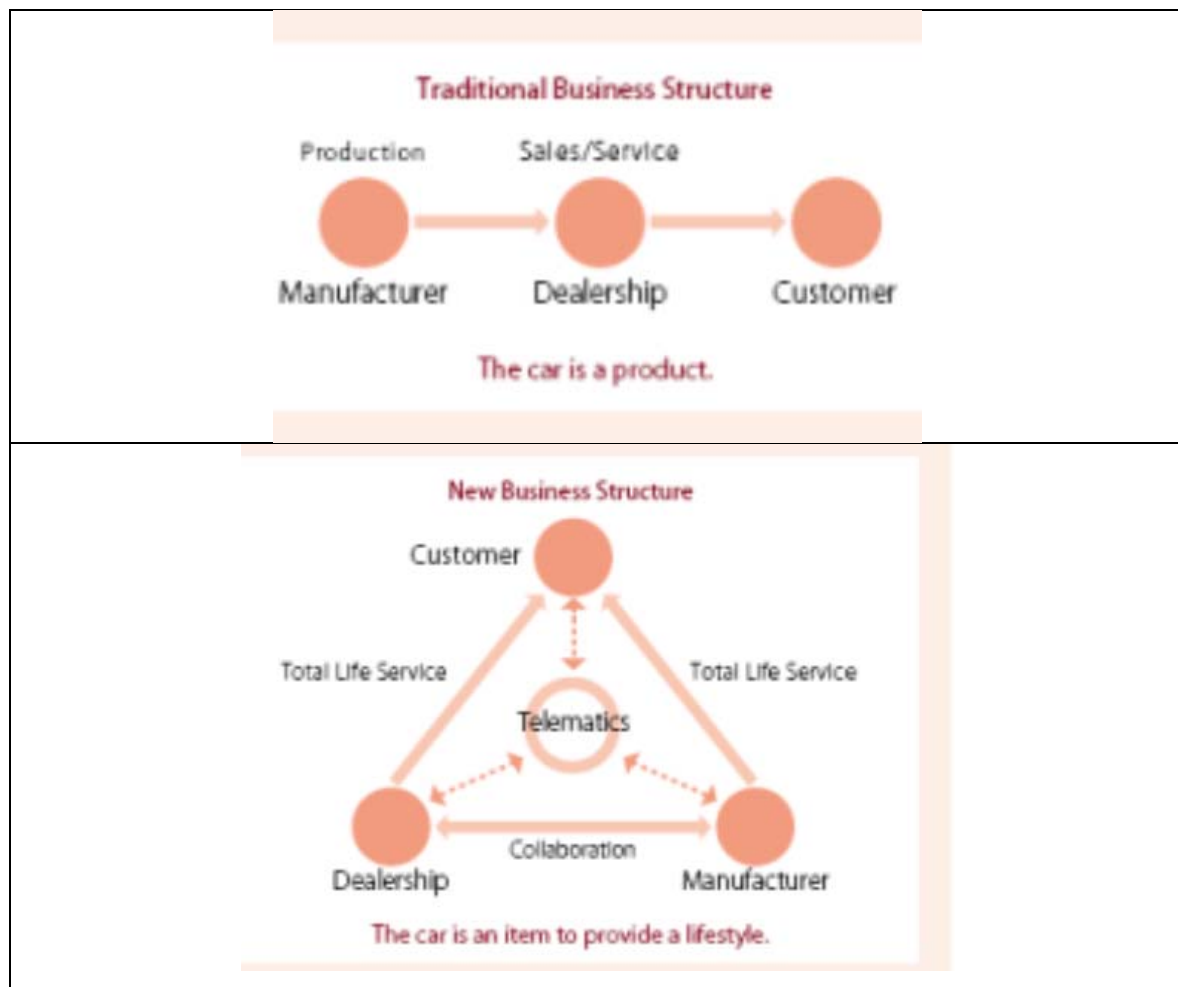 Traditional Business Structure
Production Sales/Service
Manufacturer Dealership Customer
The car is a product.
New Business Structure
Customer
Total Life Service Total Life Service
Telematics
Collaboration
Dealership Manufacturer
The car is an item to provide a lifestyle.